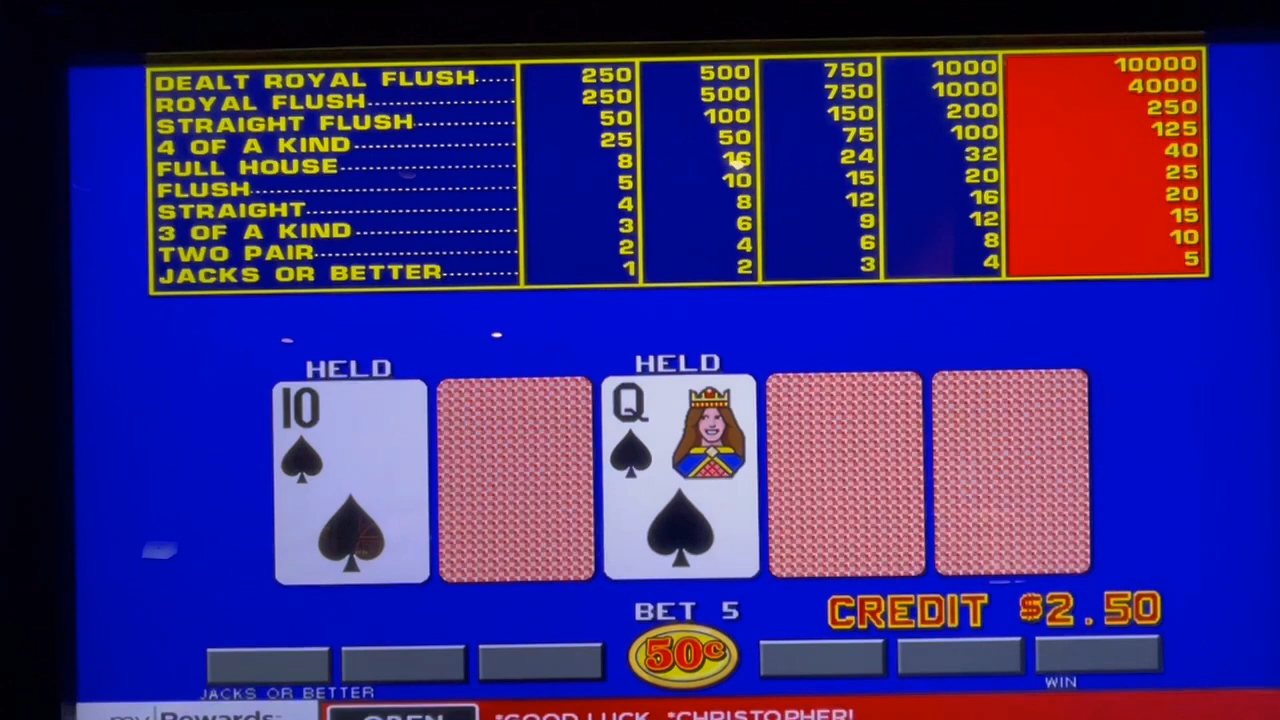 DEALT ROYAL FLUSH...... 250 500 750 1000 10000
ROYAL FLUSH 250 500 750 1000 4000
STRAIGHT FLUSH 50 100 150 200 250
4 OF A KIND 25 50 75 100 125
FULL HOUSE 8 16 24 32 40
FLUSH 5 10 15 20 25
STRAIGHT 4 8 12 16 20
3 OF A KIND 3 6 9 12 15
TWO PAIR 2 4 6 8 10
JACKS OR BETTER 1 2 3 4 5
HELD HELD
10 Q
BET 5 CREDIT $2.50
50¢
JACKS OR BETTER WIN
my|Rewards OPEN *GOOD LUCK, *CHRISTOPHER!